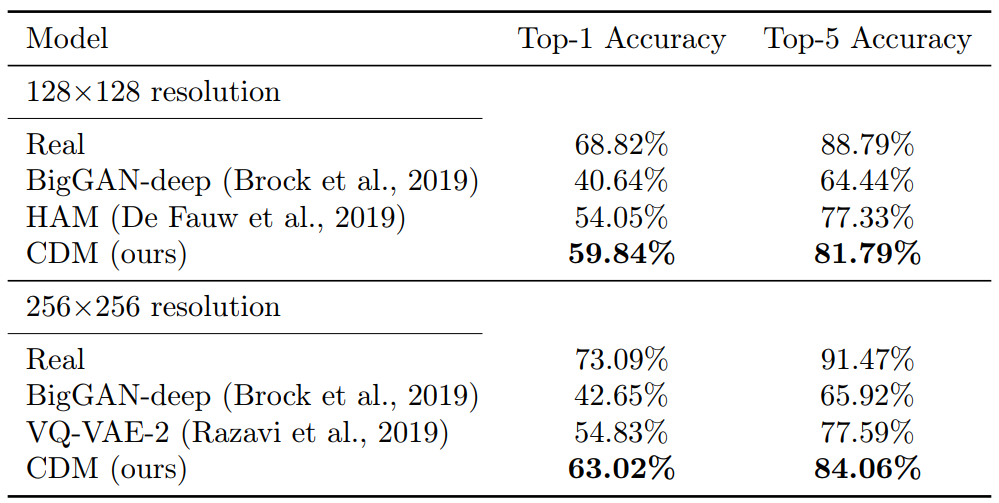 Model Top-1 Accuracy Top-5 Accuracy
128×128 resolution
Real 68.82% 88.79%
BigGAN-deep (Brock et al., 2019) 40.64% 64.44%
HAM (De Fauw et al., 2019) 54.05% 77.33%
CDM (ours) 59.84% 81.79%
256×256 resolution
Real 73.09% 91.47%
BigGAN-deep (Brock et al., 2019) 42.65% 65.92%
VQ-VAE-2 (Razavi et al., 2019) 54.83% 77.59%
CDM (ours) 63.02% 84.06%